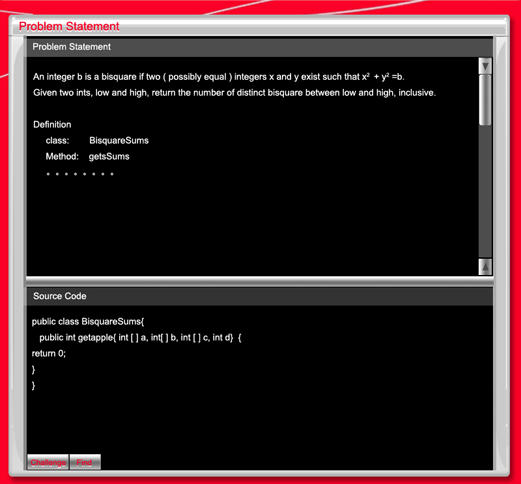 Problem Statement
Problem Statement
An integer b is a bisquare if two ( possibly equal ) integers x and y exist such that x² + y² =b.
Given two ints, low and high, return the number of distinct bisquare between low and high, inclusive.
Definition
class: BisquareSums
Method: getsSums
• • • • • • • •
Source Code
public class BisquareSums{
public int getapple{ int [ ] a, int[ ] b, int [ ] c, int d} {
return 0;
}
}
Challenge Find